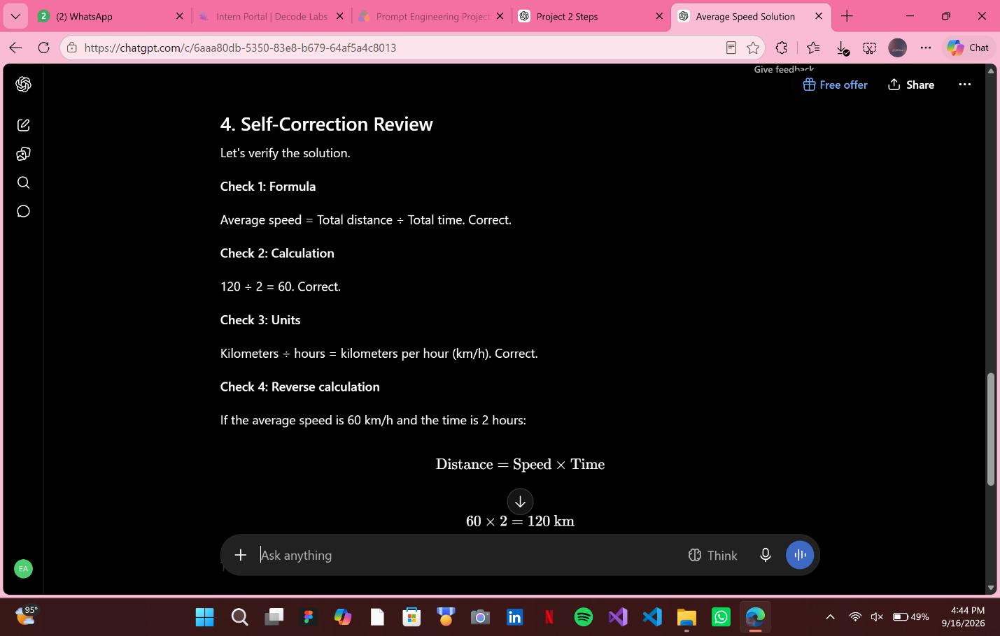 2
(2) WhatsApp
Intern Portal | Decode Labs
Prompt Engineering Project
Project 2 Steps
Average Speed Solution
https://chatgpt.com/c/6aaa80db-5350-83e8-b679-64af5a4c8013
Chat
Give feedback
Free offer
Share
4. Self-Correction Review
Let's verify the solution.
Check 1: Formula
Average speed = Total distance ÷ Total time. Correct.
Check 2: Calculation
120 ÷ 2 = 60. Correct.
Check 3: Units
Kilometers ÷ hours = kilometers per hour (km/h). Correct.
Check 4: Reverse calculation
If the average speed is 60 km/h and the time is 2 hours:
Distance = Speed × Time
60 × 2 = 120 km
Ask anything
Think
EA
95°
in
N
49%
4:44 PM
9/16/2026